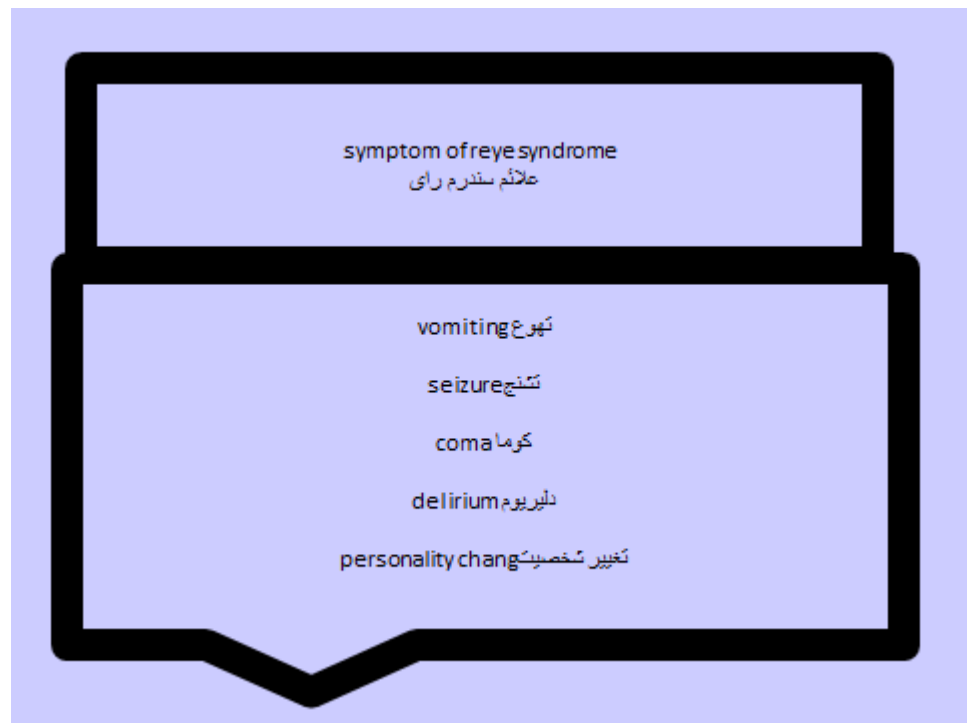 symptom of reye syndrome
علائم سندرم رای
vomiting تهوع
seizure تشنج
coma کوما
delirium دلیریوم
personality chang تغییر شخصیت